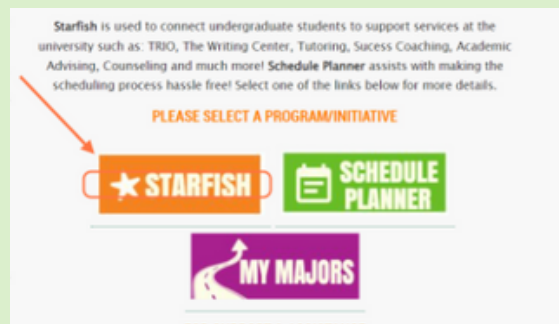 Starfish is used to connect undergraduate students to support services at the
university such as: TRIO, The Writing Center, Tutoring, Sucess Coaching, Academic
Advising, Counseling and much more! Schedule Planner assists with making the
scheduling process hassle free! Select one of the links below for more details.
PLEASE SELECT A PROGRAM/INITIATIVE
STARFISH
SCHEDULE
PLANNER
MY MAJORS